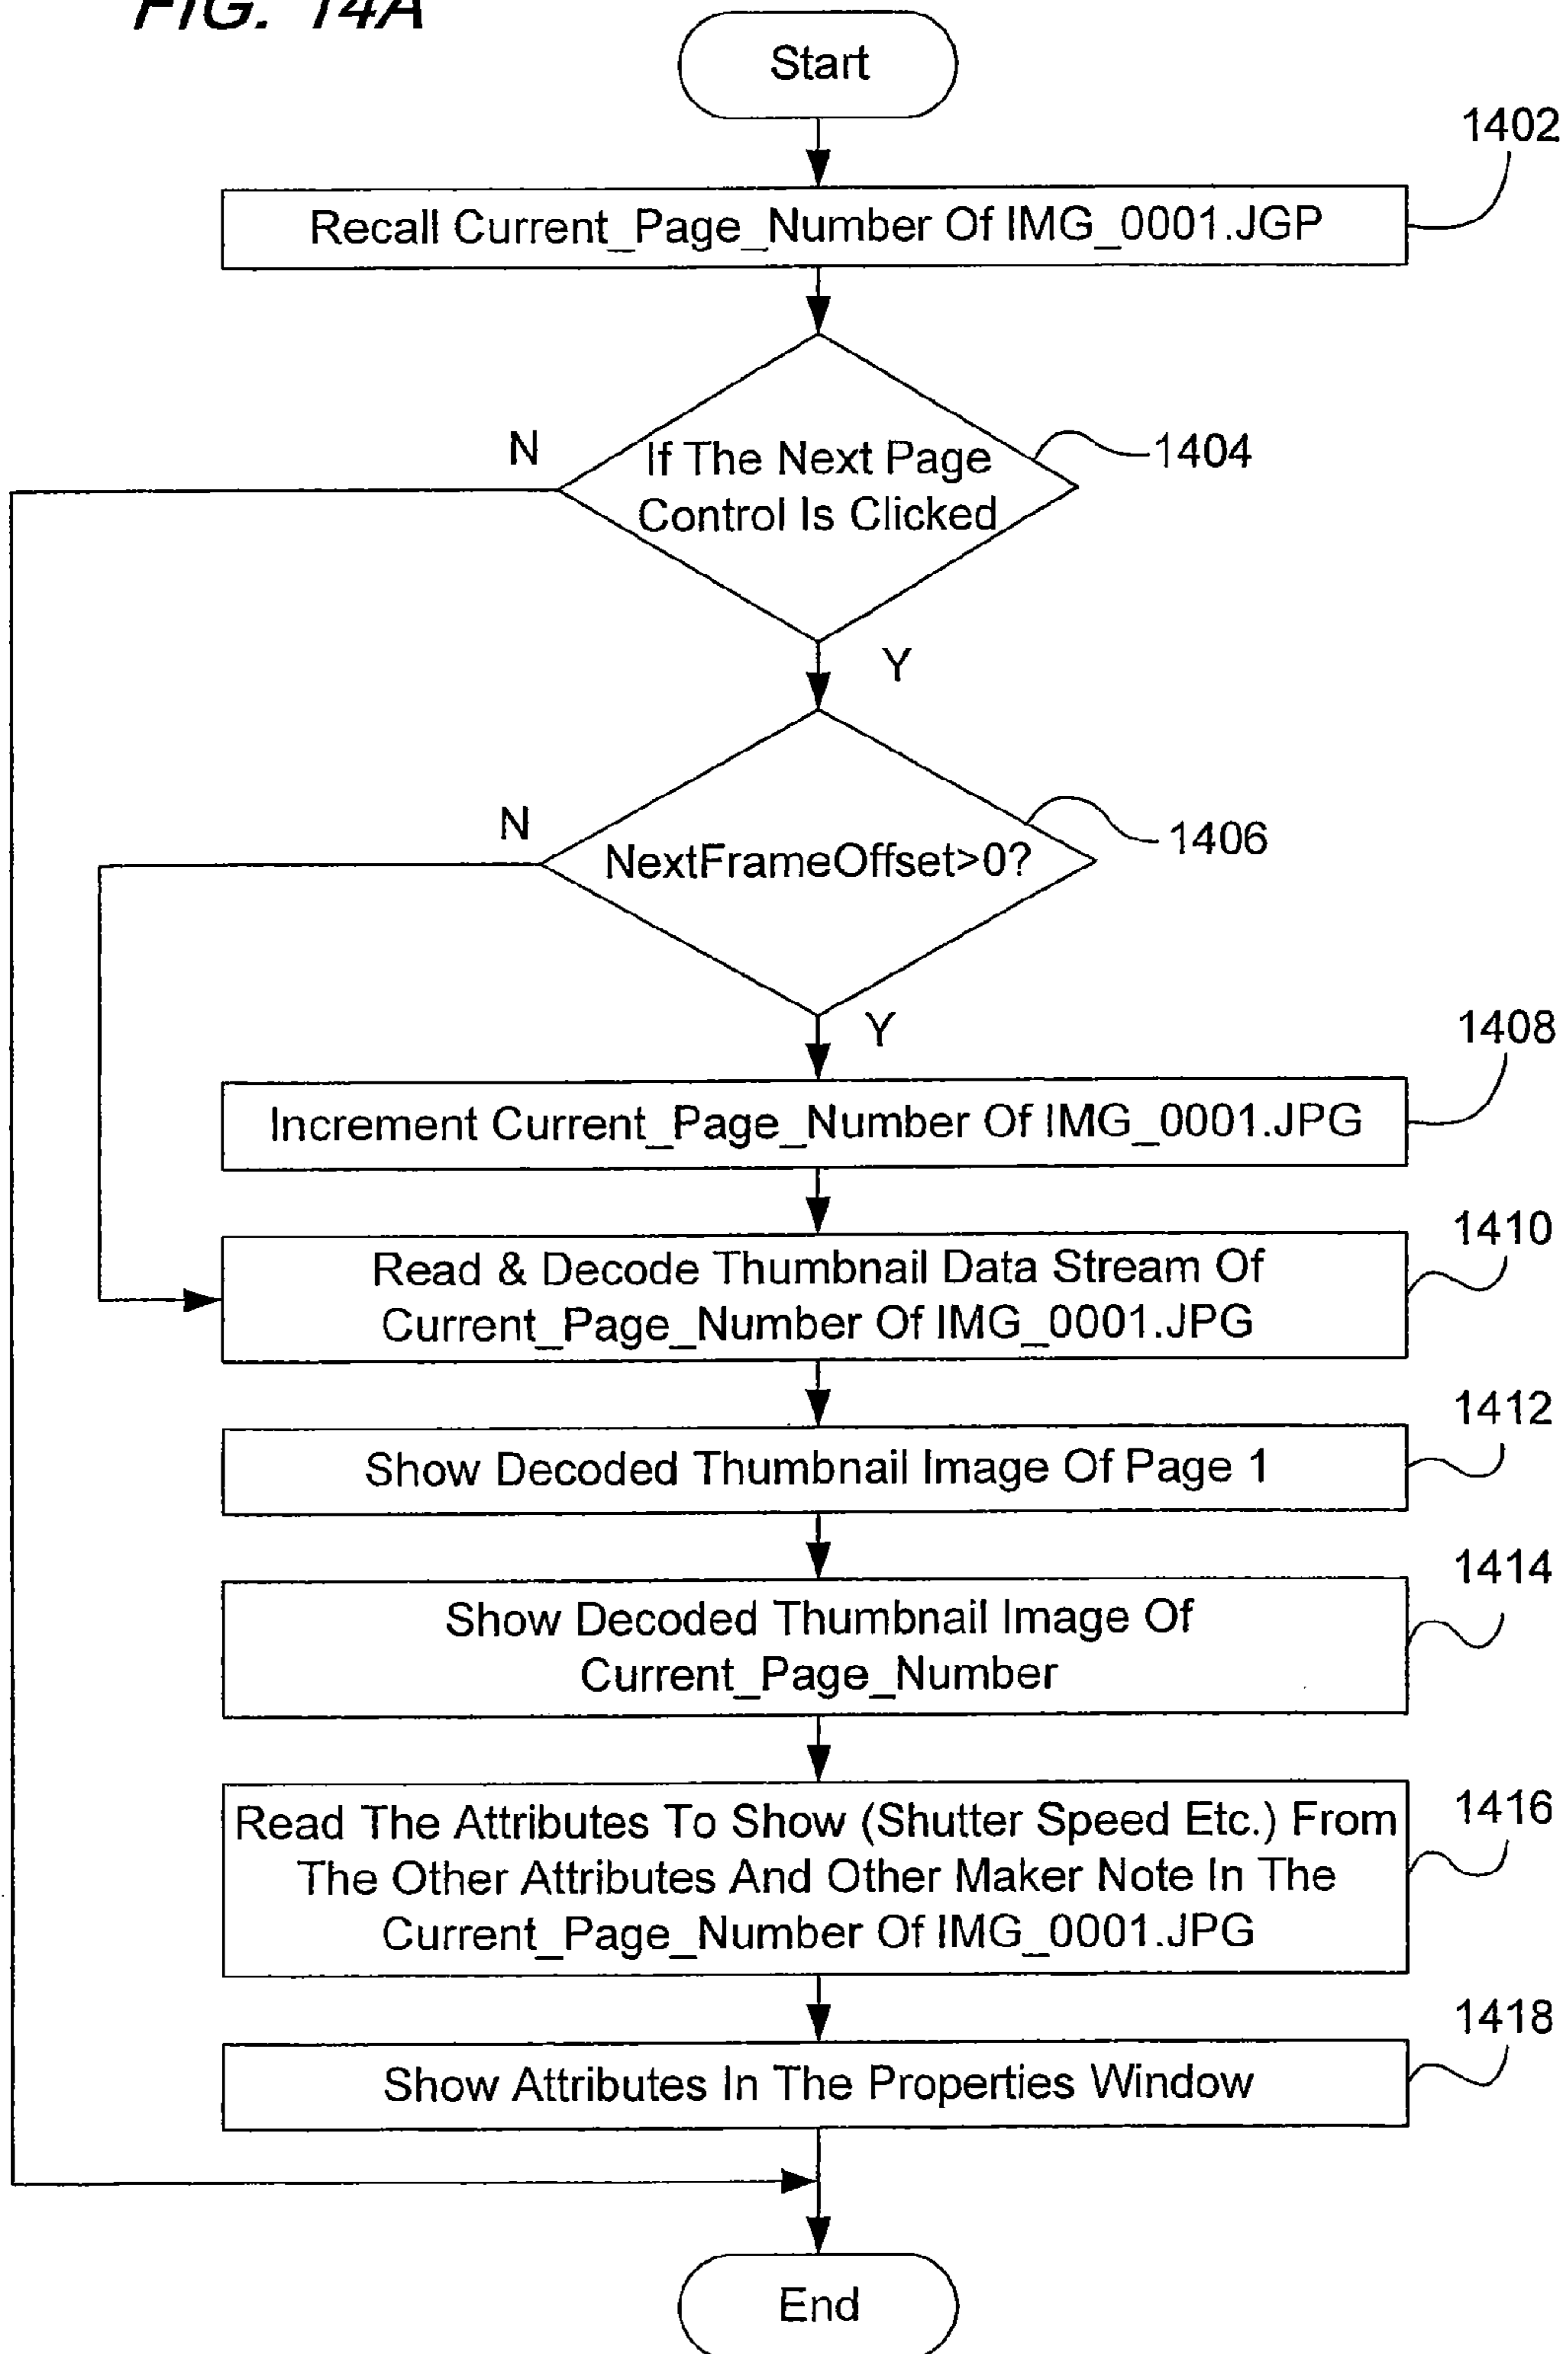 FIG. 14A
Start
1402
Recall Current_Page_Number Of IMG_0001.JGP
N
If The Next Page
Control Is Clicked
1404
Y
N
NextFrameOffset>0?
1406
Y
1408
Increment Current_Page_Number Of IMG_0001.JPG
1410
Read & Decode Thumbnail Data Stream Of
Current_Page_Number Of IMG_0001.JPG
1412
Show Decoded Thumbnail Image Of Page 1
1414
Show Decoded Thumbnail Image Of
Current_Page_Number
1416
Read The Attributes To Show (Shutter Speed Etc.) From
The Other Attributes And Other Maker Note In The
Current_Page_Number Of IMG_0001.JPG
1418
Show Attributes In The Properties Window
End